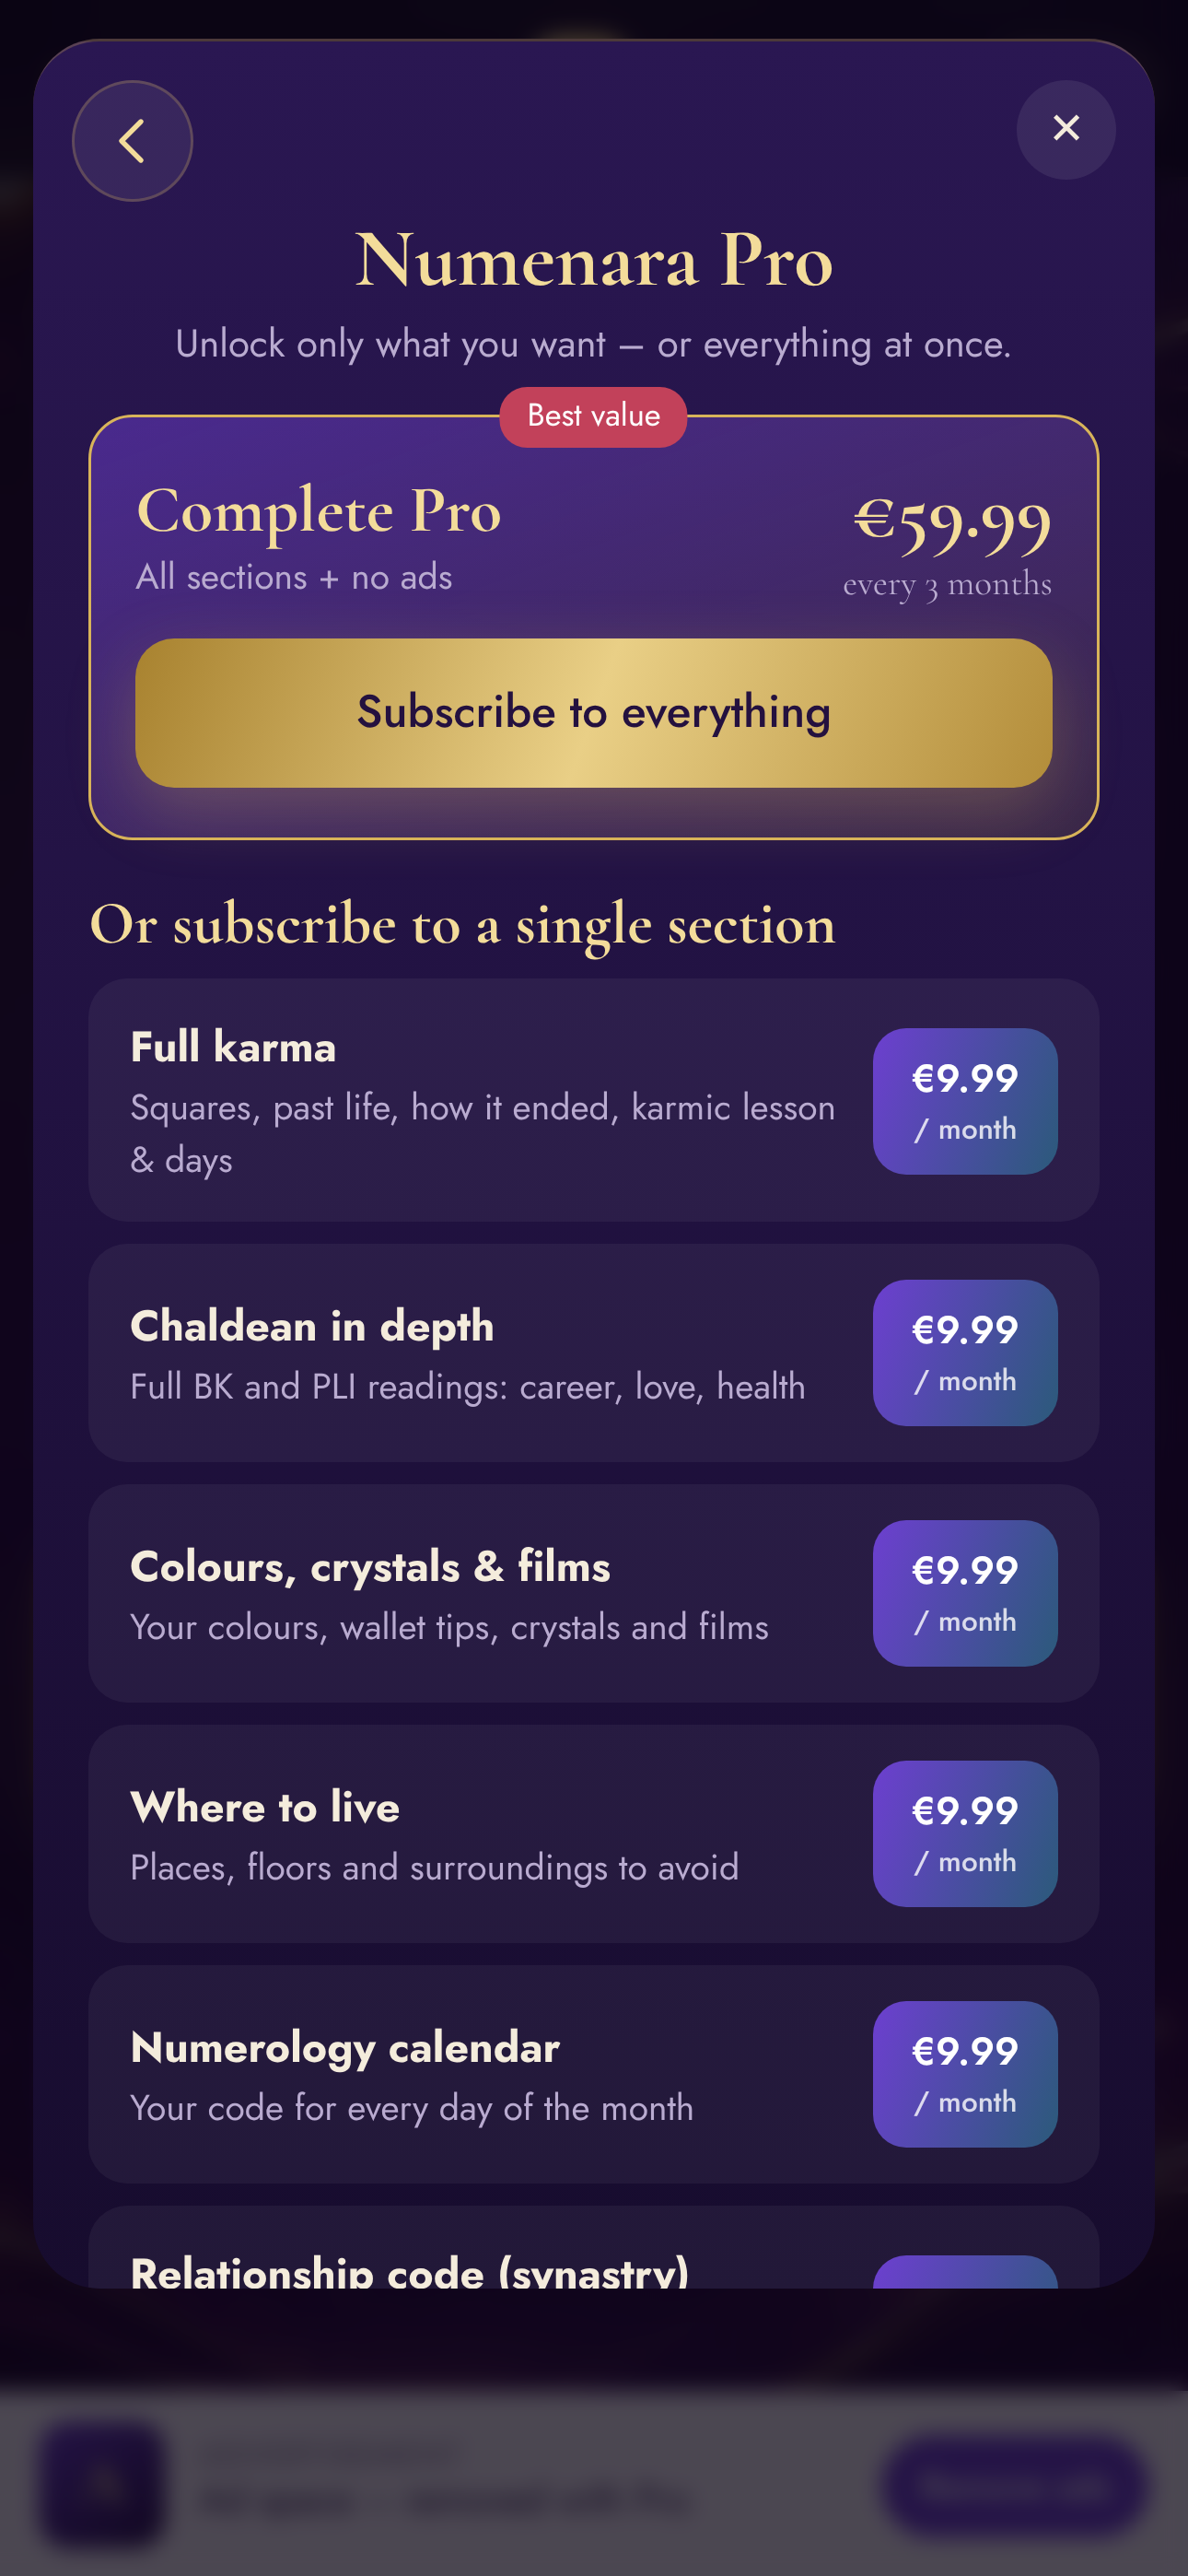 Numenara Pro
Unlock only what you want – or everything at once.
Best value
Complete Pro
€59.99
All sections + no ads
every 3 months
Subscribe to everything
Or subscribe to a single section
Full karma
Squares, past life, how it ended, karmic lesson
& days
€9.99
/ month
Chaldean in depth
Full BK and PLI readings: career, love, health
€9.99
/ month
Colours, crystals & films
Your colours, wallet tips, crystals and films
€9.99
/ month
Where to live
Places, floors and surroundings to avoid
€9.99
/ month
Numerology calendar
Your code for every day of the month
€9.99
/ month
Relationship code (synastry)